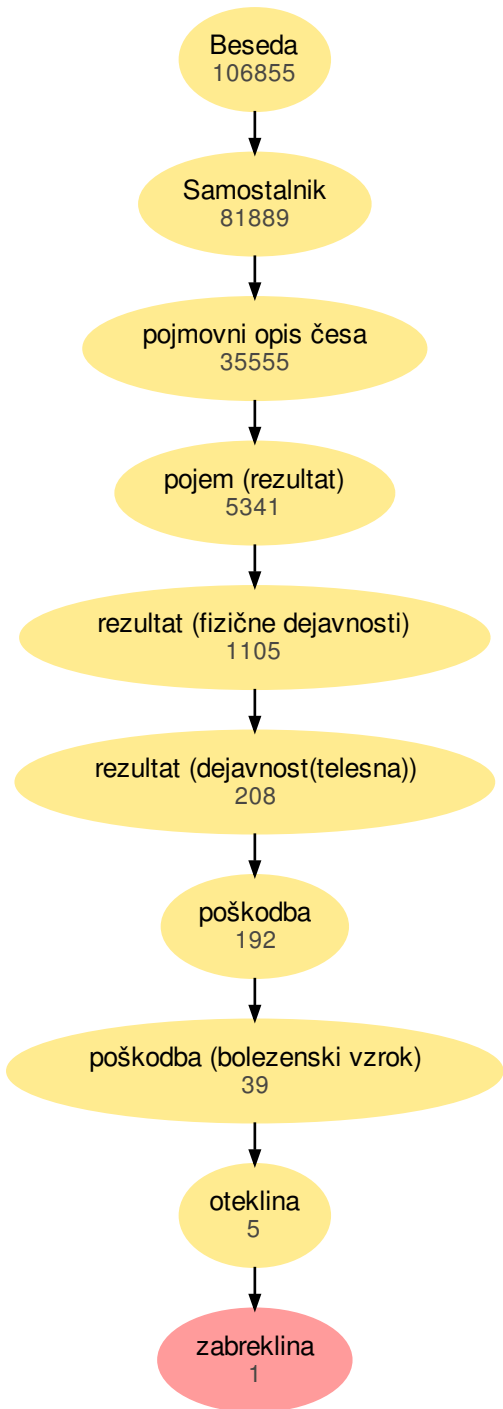 Beseda
106855
Samostalnik
81889
pojmovni opis česa
35555
pojem (rezultat)
5341
rezultat (fizične dejavnosti)
1105
rezultat (dejavnost(telesna))
208
poškodba
192
poškodba (bolezenski vzrok)
39
oteklina
5
zabreklina
1